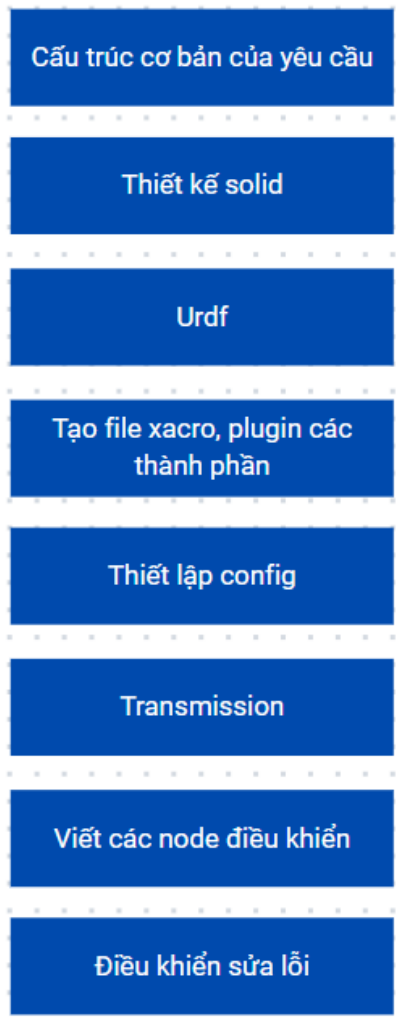 Cấu trúc cơ bản của yêu cầu
Thiết kế solid
Urdf
Tạo file xacro, plugin các
thành phần
Thiết lập config
Transmission
Viết các node điều khiển
Điều khiển sửa lỗi